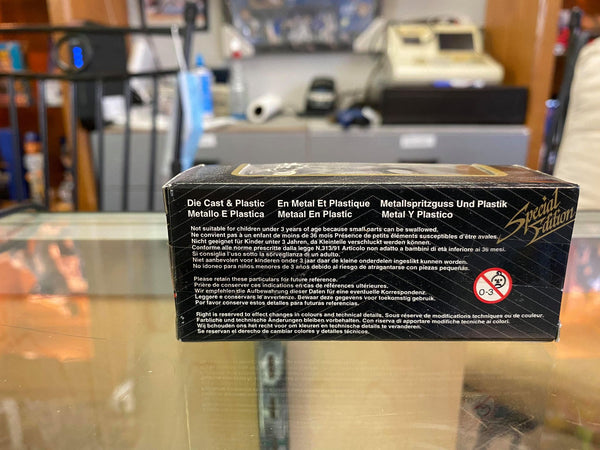 Die Cast & Plastic    En Metal Et Plastique    Metallspritzguss Und Plastik
Metallo E Plastica    Metaal En Plastic    Metal Y Plastico
Special
Edition
Not suitable for children under 3 years of age because small parts can be swallowed.
Ne convient pas à un enfant de moins de 36 mois Présence de petits éléments susceptibles d'être avales.
Nicht geeignet für Kinder unter 3 Jahren, da Kleinteile verschluckt werden können.
Conforme alle norme prescritte dalla legge N.313/91 Articolo non adatto a bambini di età inferiore ai 36 mesi.
Si consiglia l'uso sotto la sorveglianza di un adulto.
Niet aanbevolen voor kinderen under 3 jaar daar de kleine onderdelen ingeslikt kunnen warden.
No idoneo para niños menores de 3 años debido al riesgo de atragantarse con piezas pequeñas.
0-3
Please retain these particulars for future reference.
Prière de conserver cas indications en cas de références ultérieures.
Wir empfehlen die Aufbewahrung dieser Daten für eine eventuelle Korrespondenz.
Leggere e conservare le avvertenze. Bewaar deze gegevens voor toekomstig gebruik.
Por favor conserve estos detalles para futuras referencias.
Right is reserved to effect changes in colours and technical details. Sous réserve de modifications techniques ou de couleur.
Farbliche und technische Änderungen bleiben vorbehalten. Con riserva di apportare modifiche tecniche ai colori.
Wij behouden ons het recht voor om kleuren en technische details te veranderen.
Se reserva el derecho de cambiar colores y detalles técnicos.